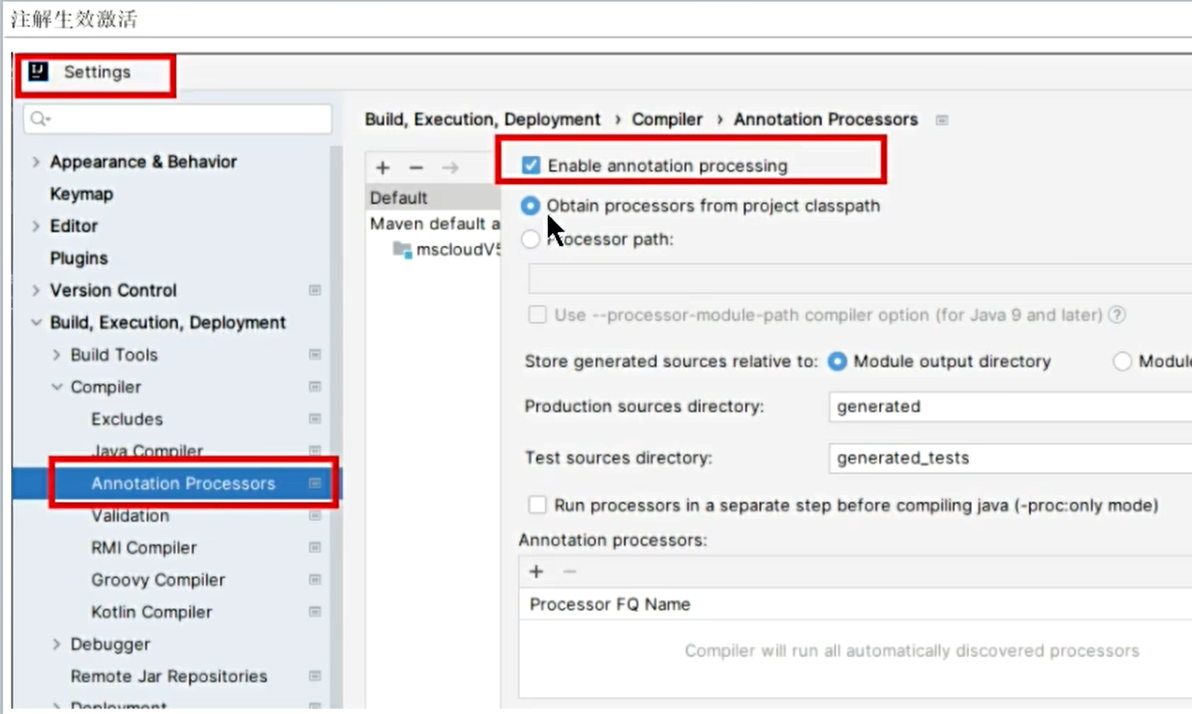 注解生效激活
Settings
Build, Execution, Deployment › Compiler › Annotation Processors
Appearance & Behavior
Keymap
Editor
Plugins
Version Control
Build, Execution, Deployment
Build Tools
Compiler
Excludes
Java Compiler
Annotation Processors
Validation
RMI Compiler
Groovy Compiler
Kotlin Compiler
Debugger
Remote Jar Repositories
Deployment
Default
Maven default a
mscloudV5
Enable annotation processing
Obtain processors from project classpath
Processor path:
Use --processor-module-path compiler option (for Java 9 and later)
Store generated sources relative to: Module output directory Module
Production sources directory: generated
Test sources directory: generated_tests
Run processors in a separate step before compiling java (-proc:only mode)
Annotation processors:
Processor FQ Name
Compiler will run all automatically discovered processors